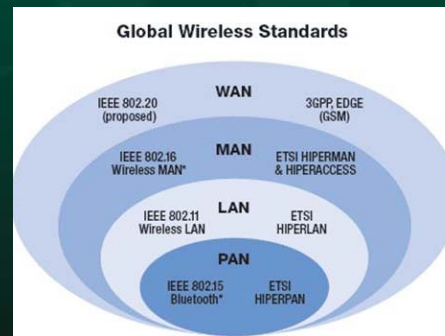 Global Wireless Standards
WAN
IEEE 802.20
(proposed)
3GPP, EDGE
(GSM)
MAN
IEEE 802.16
Wireless MAN*
ETSI HIPERMAN
& HIPERACCESS
LAN
IEEE 802.11
Wireless LAN
ETSI
HIPERLAN
PAN
IEEE 802.15
Bluetooth*
ETSI
HIPERPAN